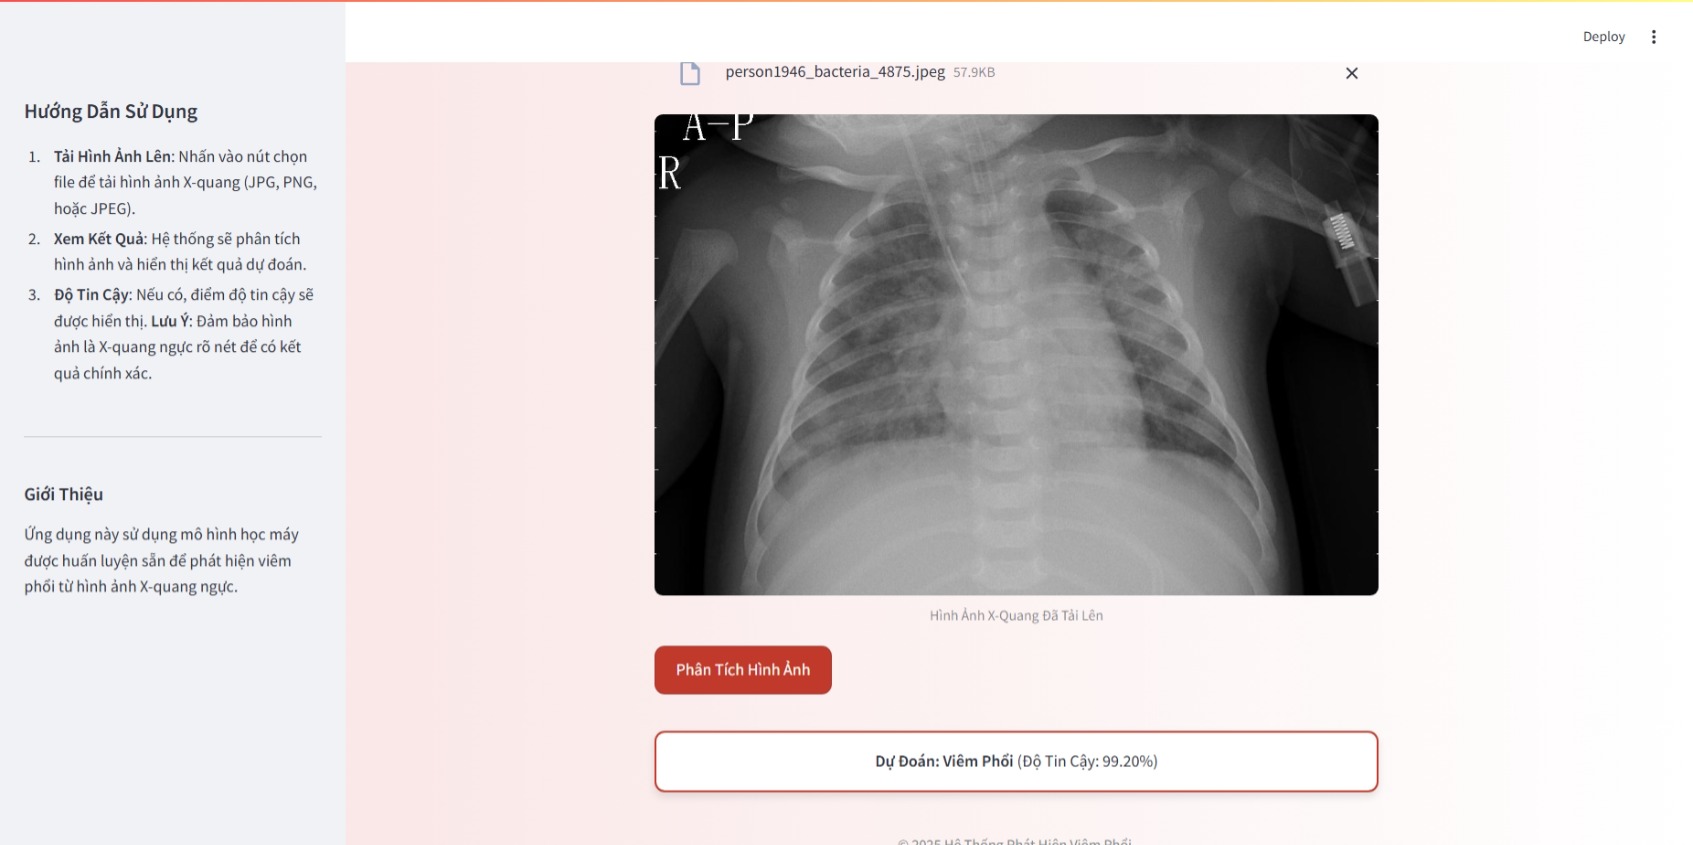 Deploy
Hướng Dẫn Sử Dụng
1. Tải Hình Ảnh Lên: Nhấn vào nút chọn
file để tải hình ảnh X-quang (JPG, PNG,
hoặc JPEG).
2. Xem Kết Quả: Hệ thống sẽ phân tích
hình ảnh và hiển thị kết quả dự đoán.
3. Độ Tin Cậy: Nếu có, điểm độ tin cậy sẽ
được hiển thị. Lưu Ý: Đảm bảo hình
ảnh là X-quang ngực rõ nét để có kết
quả chính xác.
Giới Thiệu
Ứng dụng này sử dụng mô hình học máy
được huấn luyện sẵn để phát hiện viêm
phổi từ hình ảnh X-quang ngực.
person1946_bacteria_4875.jpeg 57.9KB
A-P
R
Hình Ảnh X-Quang Đã Tải Lên
Phân Tích Hình Ảnh
Dự Đoán: Viêm Phổi (Độ Tin Cậy: 99.20%)
© 2025 Hệ Thống Phát Hiện Viêm Phổi